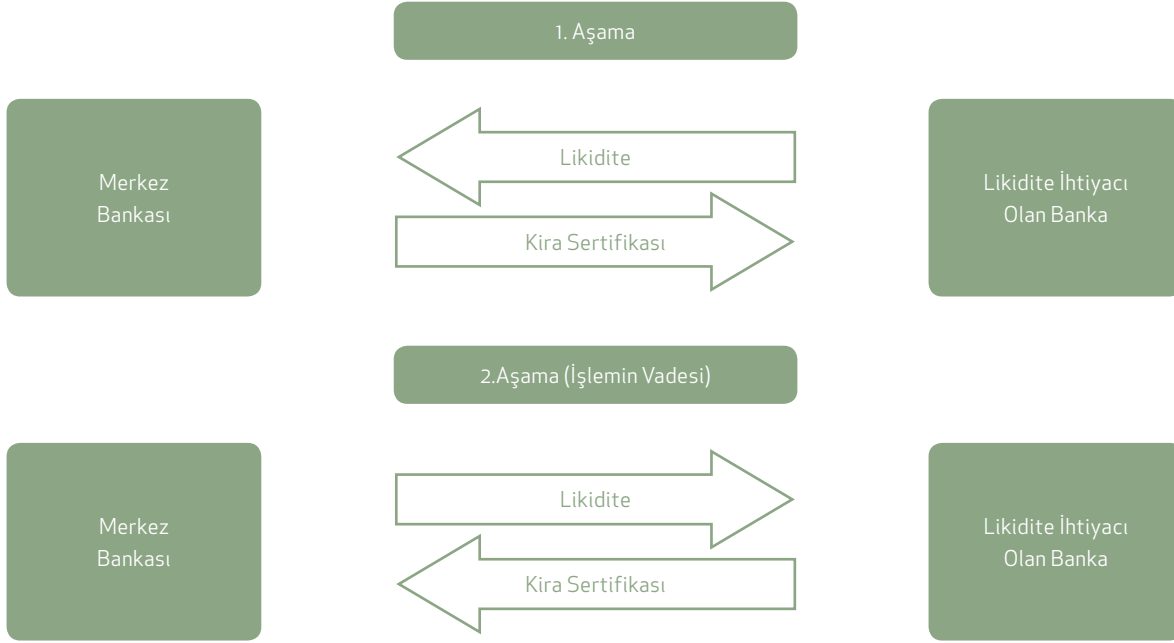 1. Aşama
Merkez
Bankası
Likidite
Kira Sertifikası
Likidite İhtiyacı
Olan Banka
2.Aşama (İşlemin Vadesi)
Merkez
Bankası
Likidite
Kira Sertifikası
Likidite İhtiyacı
Olan Banka